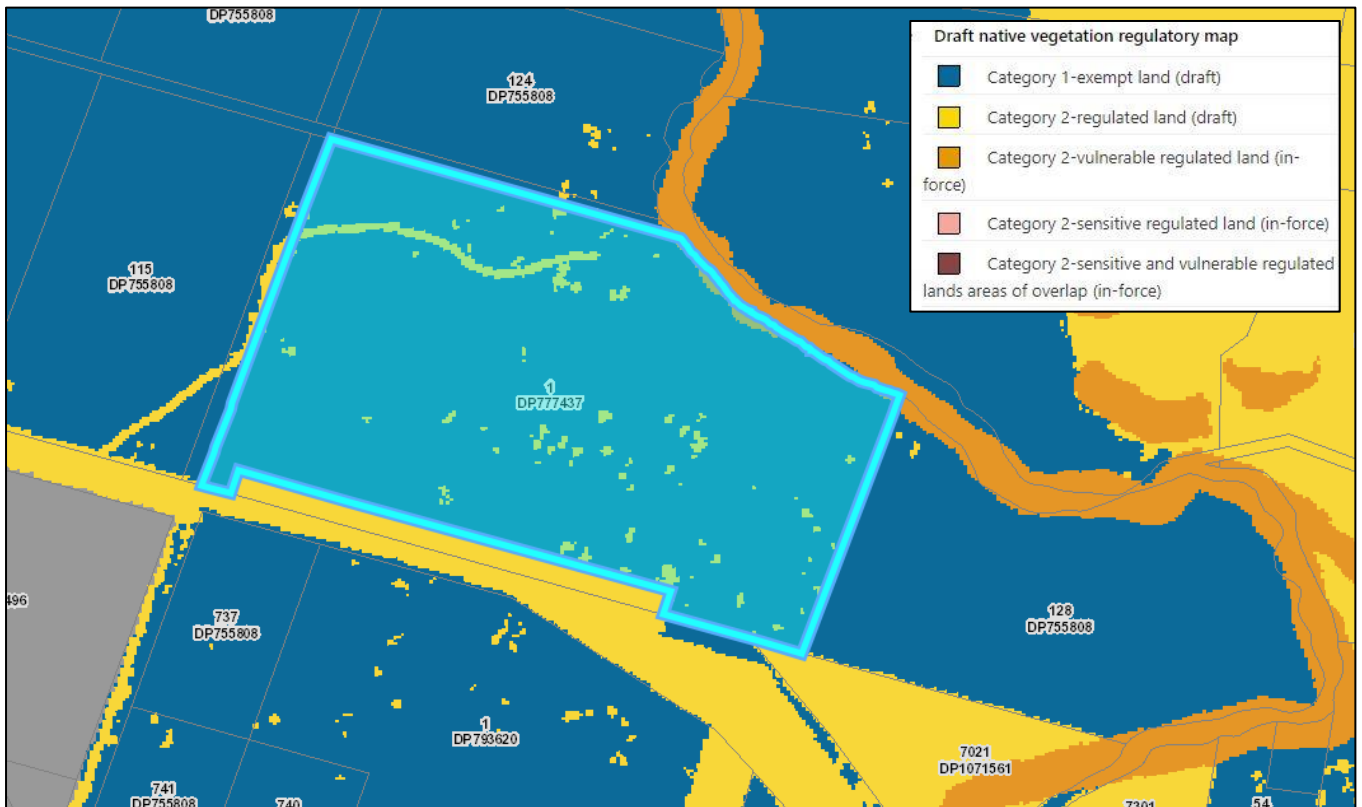 DP755808
124
DP755808
115
DP755808
1
DP777437
496
737
DP755808
1
DP793620
741
DP755808
740
128
DP755808
7021
DP1071561
7301
54
Draft native vegetation regulatory map
Category 1-exempt land (draft)
Category 2-regulated land (draft)
Category 2-vulnerable regulated land (in-
force)
Category 2-sensitive regulated land (in-force)
Category 2-sensitive and vulnerable regulated
lands areas of overlap (in-force)